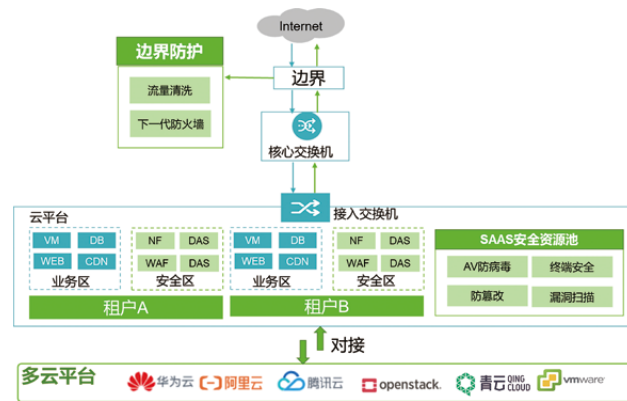 Internet
边界防护
流量清洗
下一代防火墙
边界
核心交换机
接入交换机
云平台
VM DB
WEB CDN
业务区
NF DAS
WAF DAS
安全区
租户A
VM DB
WEB CDN
业务区
NF DAS
WAF DAS
安全区
租户B
SAAS安全资源池
AV防病毒 终端安全
防篡改 漏洞扫描
对接
多云平台
华为云 阿里云 腾讯云 openstack. 青云 QING CLOUD vmware